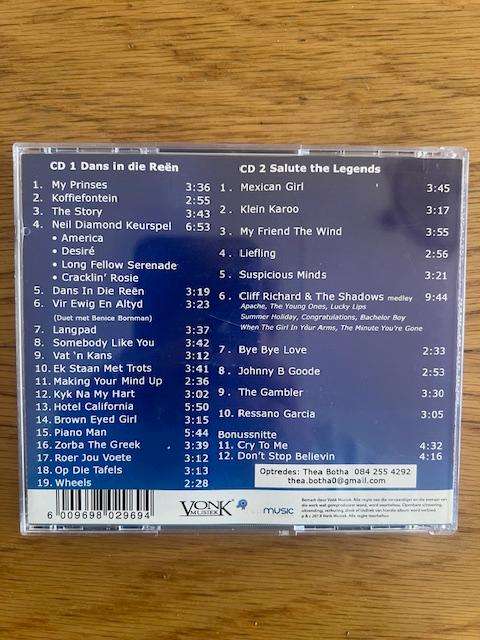 CD 1 Dans in die Reën
1. My Prinses 3:36
2. Koffiefontein 2:55
3. The Story 3:43
4. Neil Diamond Keurspel 6:53
• America
• Desiré
• Long Fellow Serenade
• Cracklin' Rosie
5. Dans In Die Reën 3:19
6. Vir Ewig En Altyd 3:23
(Duet met Benice Bornman)
7. Langpad 3:37
8. Somebody Like You 3:42
9. Vat 'n Kans 3:12
10. Ek Staan Met Trots 3:41
11. Making Your Mind Up 2:36
12. Kyk Na My Hart 3:02
13. Hotel California 5:50
14. Brown Eyed Girl 3:15
15. Piano Man 5:44
16. Zorba The Greek 3:39
17. Roer Jou Voete 3:12
18. Op Die Tafels 3:13
19. Wheels 2:28
CD 2 Salute the Legends
1. Mexican Girl 3:45
2. Klein Karoo 3:17
3. My Friend The Wind 3:55
4. Liefling 2:56
5. Suspicious Minds 3:21
6. Cliff Richard & The Shadows medley 9:44
Apache, The Young Ones, Lucky Lips
Summer Holiday, Congratulations, Bachelor Boy
When The Girl In Your Arms, The Minute You're Gone
7. Bye Bye Love 2:33
8. Johnny B Goode 2:53
9. The Gambler 3:30
10. Ressano Garcia 3:05
Bonussnitte
11. Cry To Me 4:32
12. Don't Stop Believin 4:16
Optredes: Thea Botha 084 255 4292
thea.botha0@gmail.com
6 009698 029694
VONK
MUSIEK
MUSIC